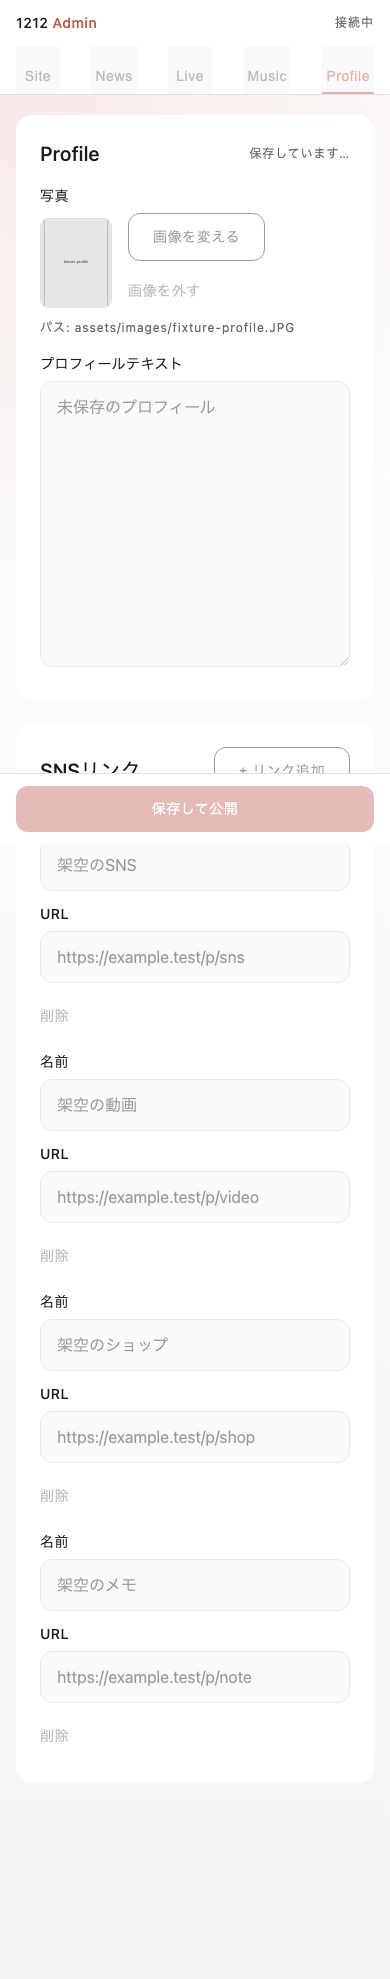 1212 Admin
接続中
Site
News
Live
Music
Profile
Profile
保存しています…
写真
fixture profile
画像を変える
画像を外す
パス: assets/images/fixture-profile.JPG
プロフィールテキスト
未保存のプロフィール
SNSリンク
+ リンク追加
保存して公開
架空のSNS
URL
https://example.test/p/sns
削除
名前
架空の動画
URL
https://example.test/p/video
削除
名前
架空のショップ
URL
https://example.test/p/shop
削除
名前
架空のメモ
URL
https://example.test/p/note
削除